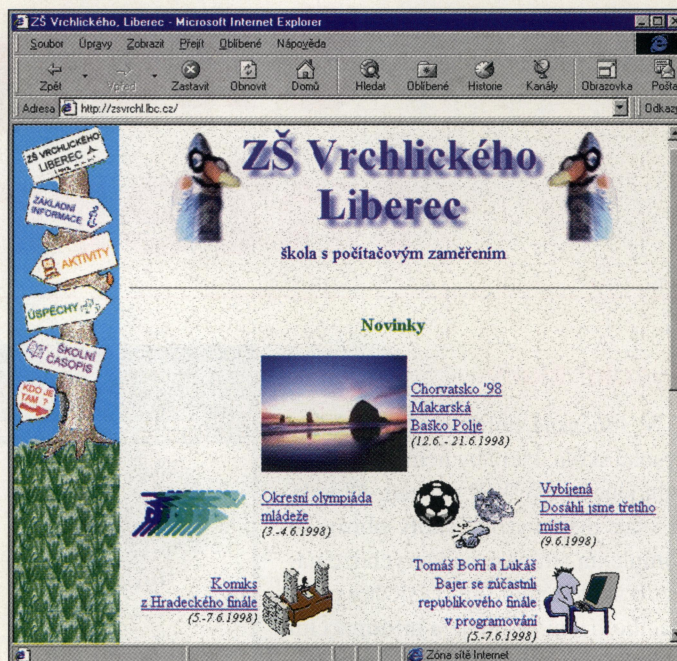 ZŠ Vrchlického, Liberec - Microsoft Internet Explorer
Soubor Úpravy Zobrazit Přejít Oblíbené Nápověda
Zpět Vpřed Zastavit Obnovit Domů Hledat Oblíbené Historie Kanály Obrazovka Pošta
Adresa http://zsvrchl.lbc.cz/ Odkazy
ZŠ VRCHLICKÉHO
LIBEREC
ZÁKLADNÍ
INFORMACE
AKTIVITY
ÚSPĚCHY
ŠKOLNÍ
ČASOPIS
KDO JE
TAM ?
ZŠ Vrchlického
Liberec
škola s počítačovým zaměřením
Novinky
Chorvatsko '98
Makarská
Baško Polje
(12.6. - 21.6.1998)
Okresní olympiáda
mládeže
(3.-4.6.1998)
Vybíjená
Dosáhli jsme třetího
místa
(9.6.1998)
Komiks
z Hradeckého finále
(5.-7.6.1998)
Tomáš Bořil a Lukáš
Bajer se zúčastnli
republikového finále
v programování
(5.-7.6.1998)
Zóna sítě Internet